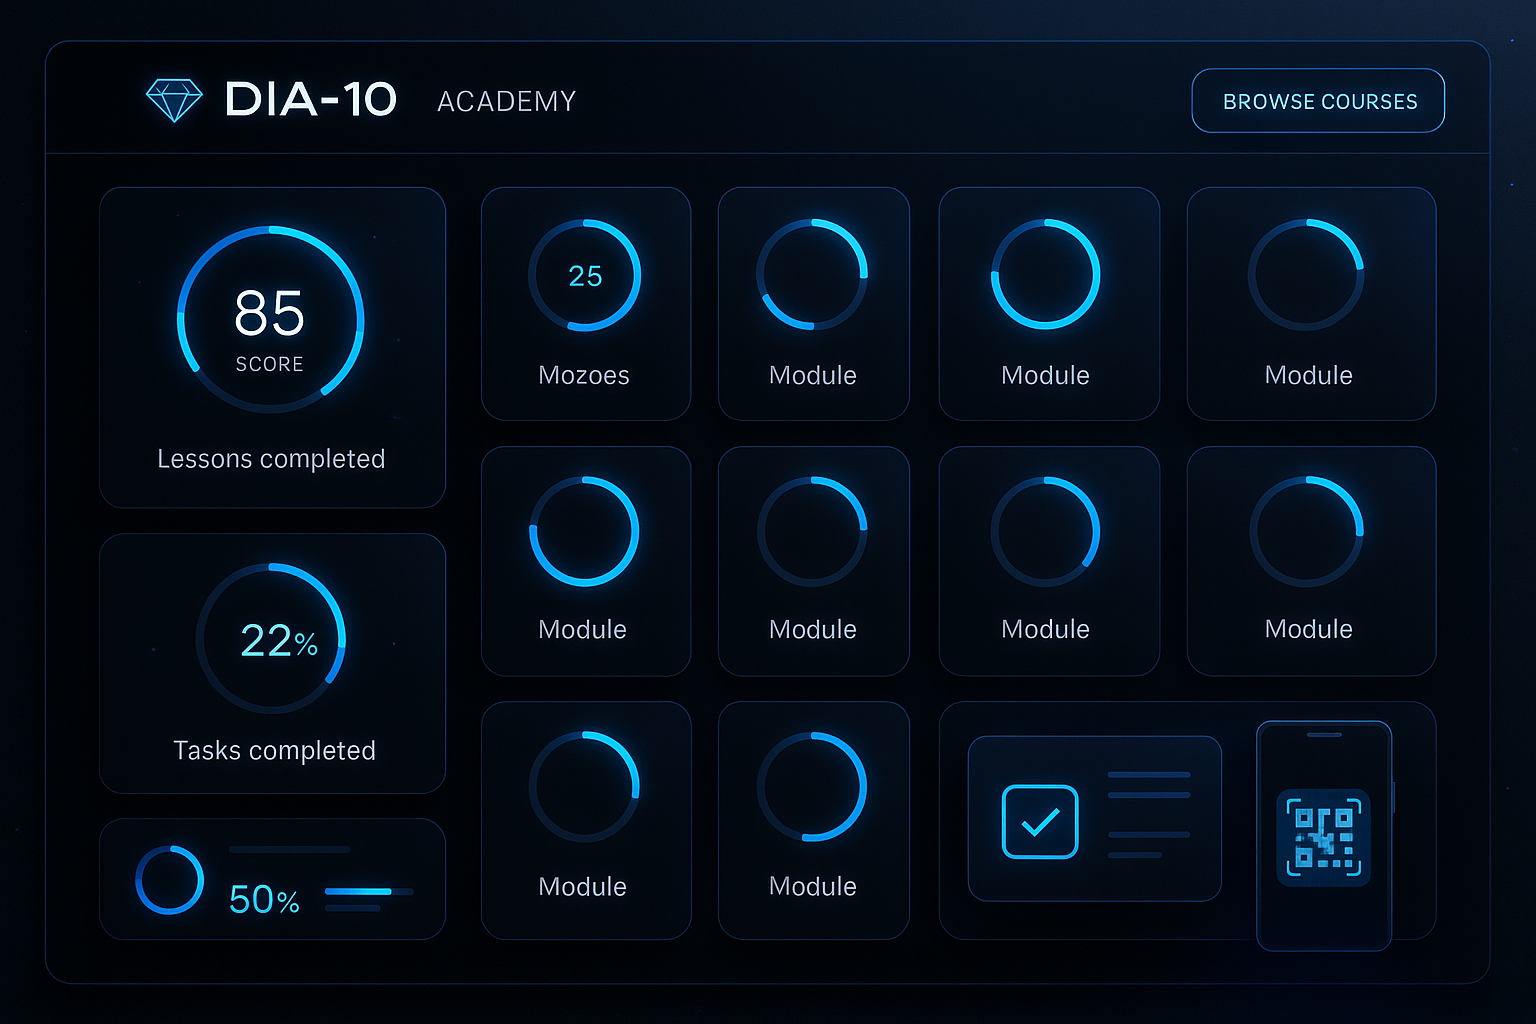 DIA-10 ACADEMY
BROWSE COURSES
85
SCORE
Lessons completed
22%
Tasks completed
50%
25
Mozoes
Module
Module
Module
Module
Module
Module
Module
Module
Module